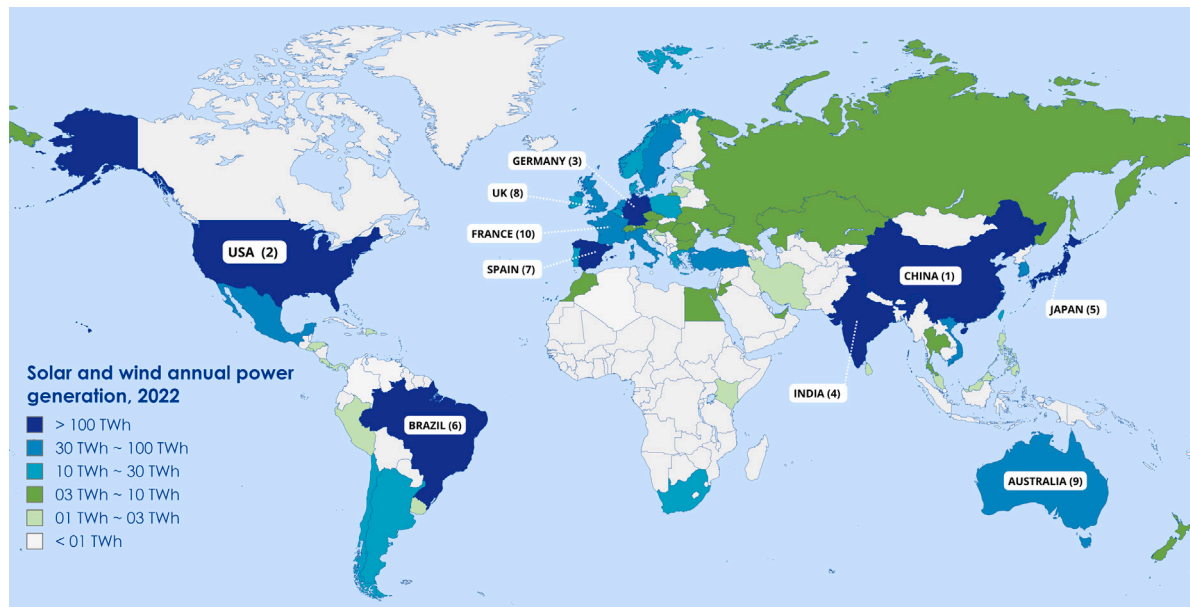 GERMANY (3)
UK (8)
FRANCE (10)
USA (2)
SPAIN (7)
CHINA (1)
JAPAN (5)
INDIA (4)
BRAZIL (6)
AUSTRALIA (9)
Solar and wind annual power
generation, 2022
> 100 TWh
30 TWh ~ 100 TWh
10 TWh ~ 30 TWh
03 TWh ~ 10 TWh
01 TWh ~ 03 TWh
< 01 TWh